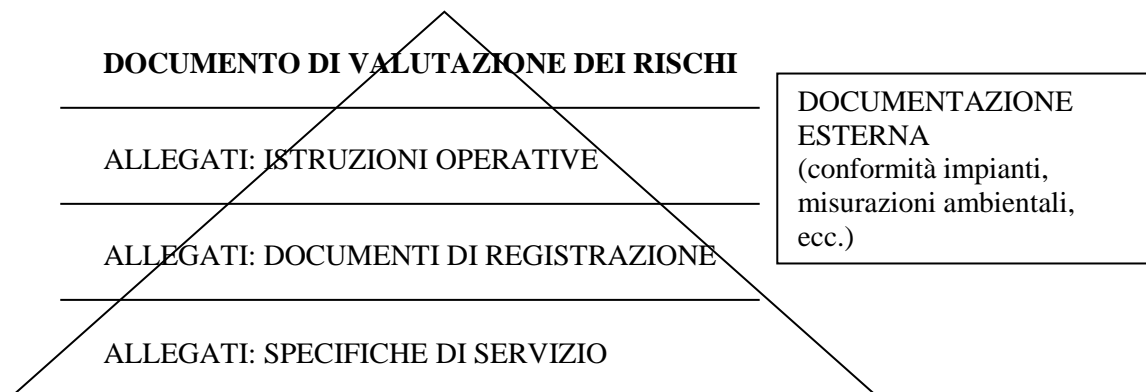 DOCUMENTO DI VALUTAZIONE DEI RISCHI
ALLEGATI: ISTRUZIONI OPERATIVE
ALLEGATI: DOCUMENTI DI REGISTRAZIONE
ALLEGATI: SPECIFICHE DI SERVIZIO
DOCUMENTAZIONE
ESTERNA
(conformità impianti,
misurazioni ambientali,
ecc.)